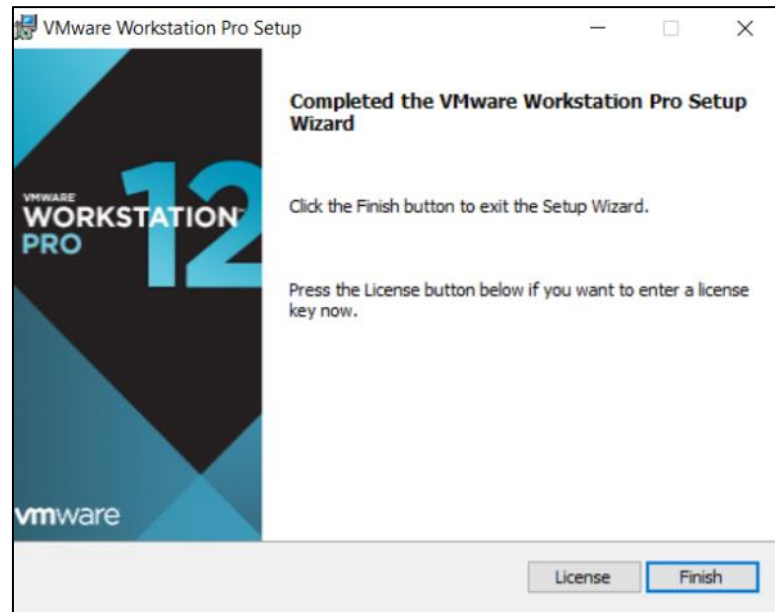 VMware Workstation Pro Setup
Completed the VMware Workstation Pro Setup
Wizard
VMWARE
WORKSTATION™
PRO
12
Click the Finish button to exit the Setup Wizard.
Press the License button below if you want to enter a license
key now.
vmware
License
Finish